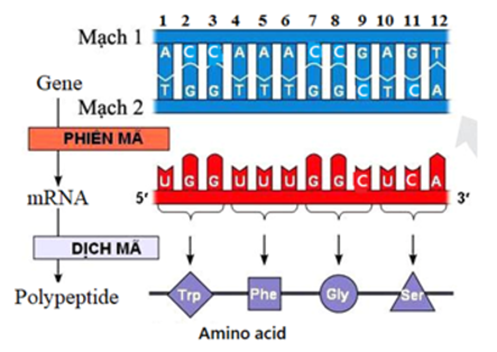 1 2 3 4 5 6 7 8 9 10 11 12
Mạch 1
A C C A A A C C G A G T
T G G T T T G G C T C A
Gene
Mạch 2
PHIÊN MÃ
U G G U U U G G C U C A
mRNA
5′
3′
DỊCH MÃ
Polypeptide
Trp
Phe
Gly
Ser
Amino acid